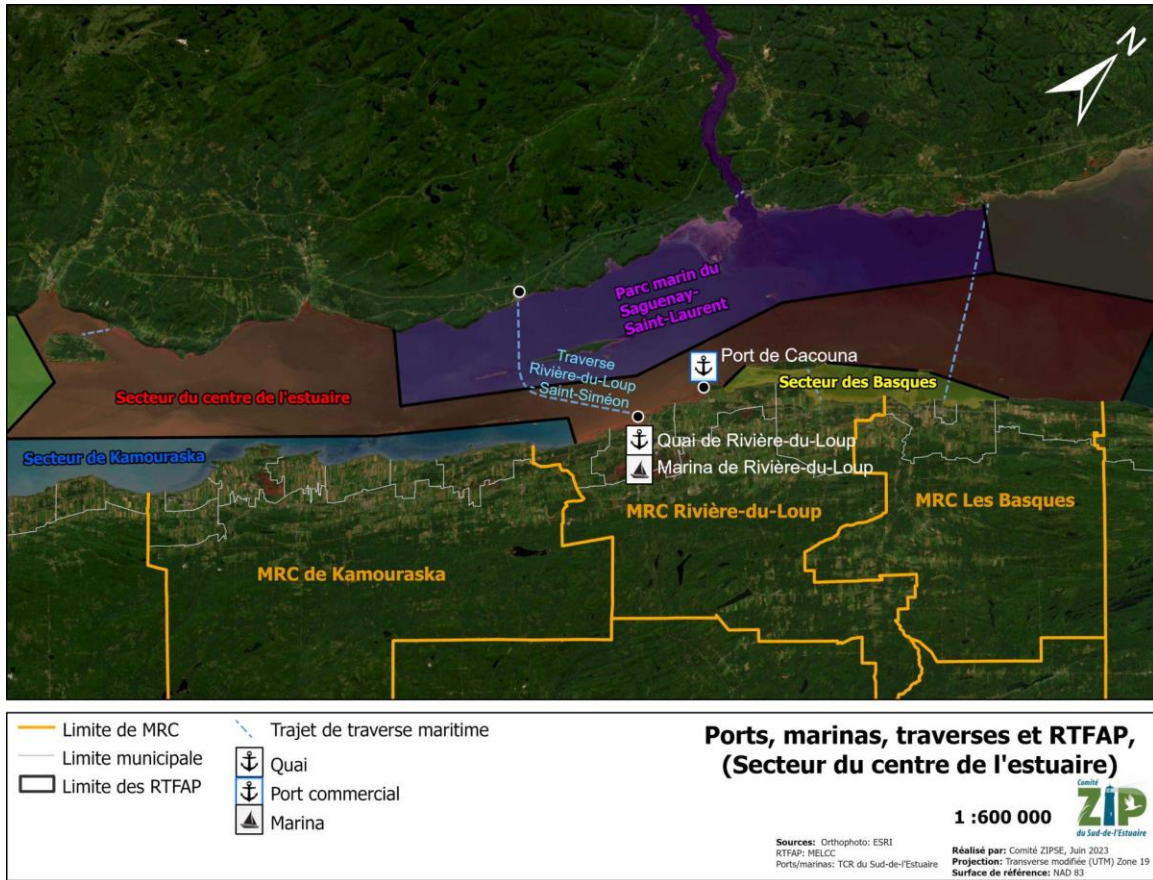 N
Parc marin du
Saguenay-
Saint-Laurent
Traverse
Rivière-du-Loup
Saint-Siméon
Port de Cacouna
Secteur des Basques
Secteur du centre de l'estuaire
Quai de Rivière-du-Loup
Secteur de Kamouraska
Marina de Rivière-du-Loup
MRC Rivière-du-Loup
MRC Les Basques
MRC de Kamouraska
Limite de MRC
Limite municipale
Limite des RTFAP
Trajet de traverse maritime
Quai
Port commercial
Marina
Ports, marinas, traverses et RTFAP,
(Secteur du centre de l'estuaire)
1 :600 000
Comité
ZIP
du Sud-de-l'Estuaire
Sources: Orthophoto: ESRI
RTFAP: MELCC
Ports/marinas: TCR du Sud-de-l'Estuaire
Réalisé par: Comité ZIPSE, Juin 2023
Projection: Transverse modifiée (UTM) Zone 19
Surface de référence: NAD 83